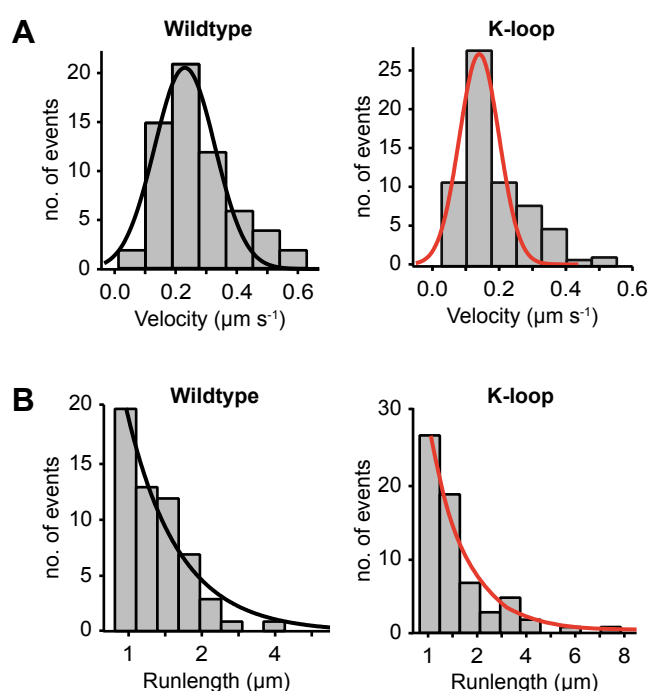 A
Wildtype
K-loop
no. of events
20
15
10
5
0
0.0 0.2 0.4 0.6
Velocity (µm s⁻¹)
no. of events
25
20
15
10
5
0
0.0 0.2 0.4 0.6
Velocity (µm s⁻¹)
B
Wildtype
K-loop
no. of events
20
15
10
5
0
1 2 4
Runlength (µm)
no. of events
30
20
10
0
1 2 4 6 8
Runlength (µm)